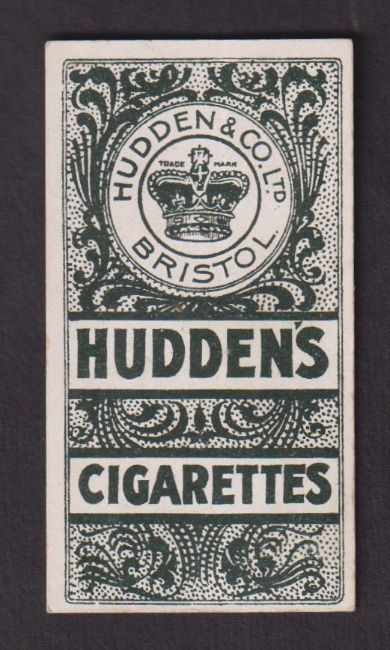 HUDDEN & CO. LTD
TRADE MARK
BRISTOL
HUDDEN'S
CIGARETTES